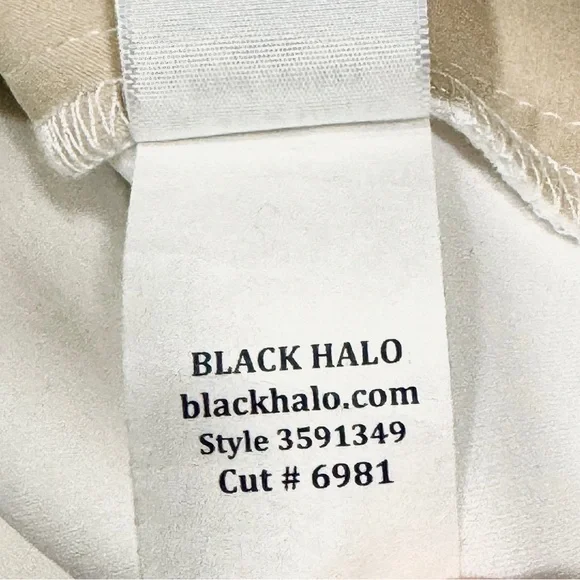 BLACK HALO
blackhalo.com
Style 3591349
Cut # 6981